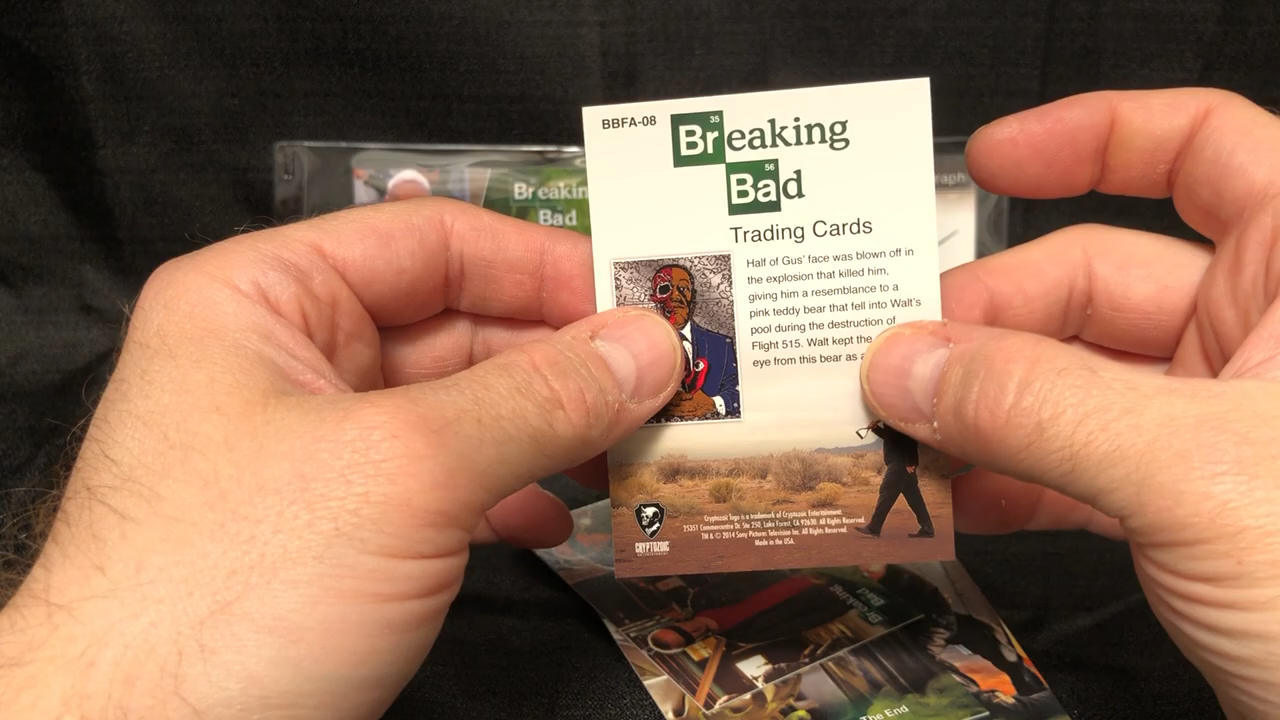 BBFA-08
35
Breaking
56
Bad
Trading Cards
Half of Gus' face was blown off in
the explosion that killed him,
giving him a resemblance to a
pink teddy bear that fell into Walt's
pool during the destruction of
Flight 515. Walt kept the
eye from this bear as
Cryptozoic logo is a trademark of Cryptozoic Entertainment.
25351 Commercentre Dr. Ste 250, Lake Forest, CA 92630. All Rights Reserved.
TM & © 2014 Sony Pictures Television Inc. All Rights Reserved.
Made in the USA.
CRYPTOZOIC
ENTERTAINMENT
Breakin
Bad
raph
Breaking
Bad
The End